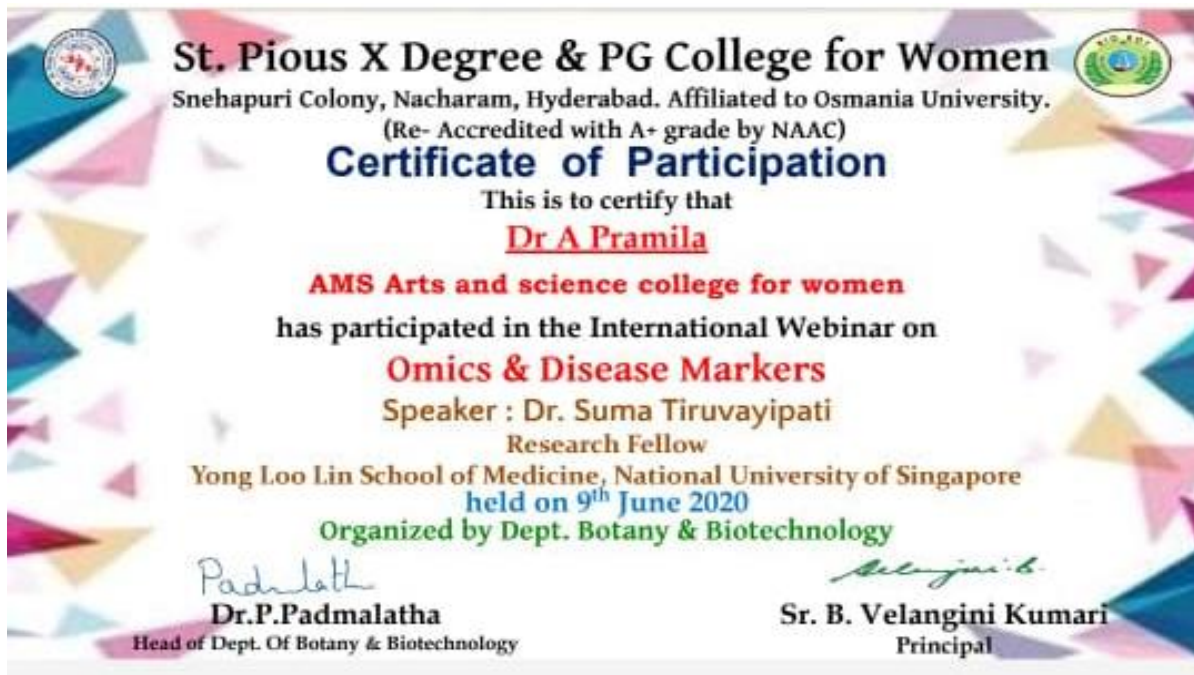 St. Pious X Degree & PG College for Women
Snehapuri Colony, Nacharam, Hyderabad. Affiliated to Osmania University.
(Re- Accredited with A+ grade by NAAC)
Certificate of Participation
This is to certify that
Dr A Pramila
AMS Arts and science college for women
has participated in the International Webinar on
Omics & Disease Markers
Speaker : Dr. Suma Tiruvayipati
Research Fellow
Yong Loo Lin School of Medicine, National University of Singapore
held on 9th June 2020
Organized by Dept. Botany & Biotechnology
Dr.P.Padmalatha
Head of Dept. Of Botany & Biotechnology
Sr. B. Velangini Kumari
Principal